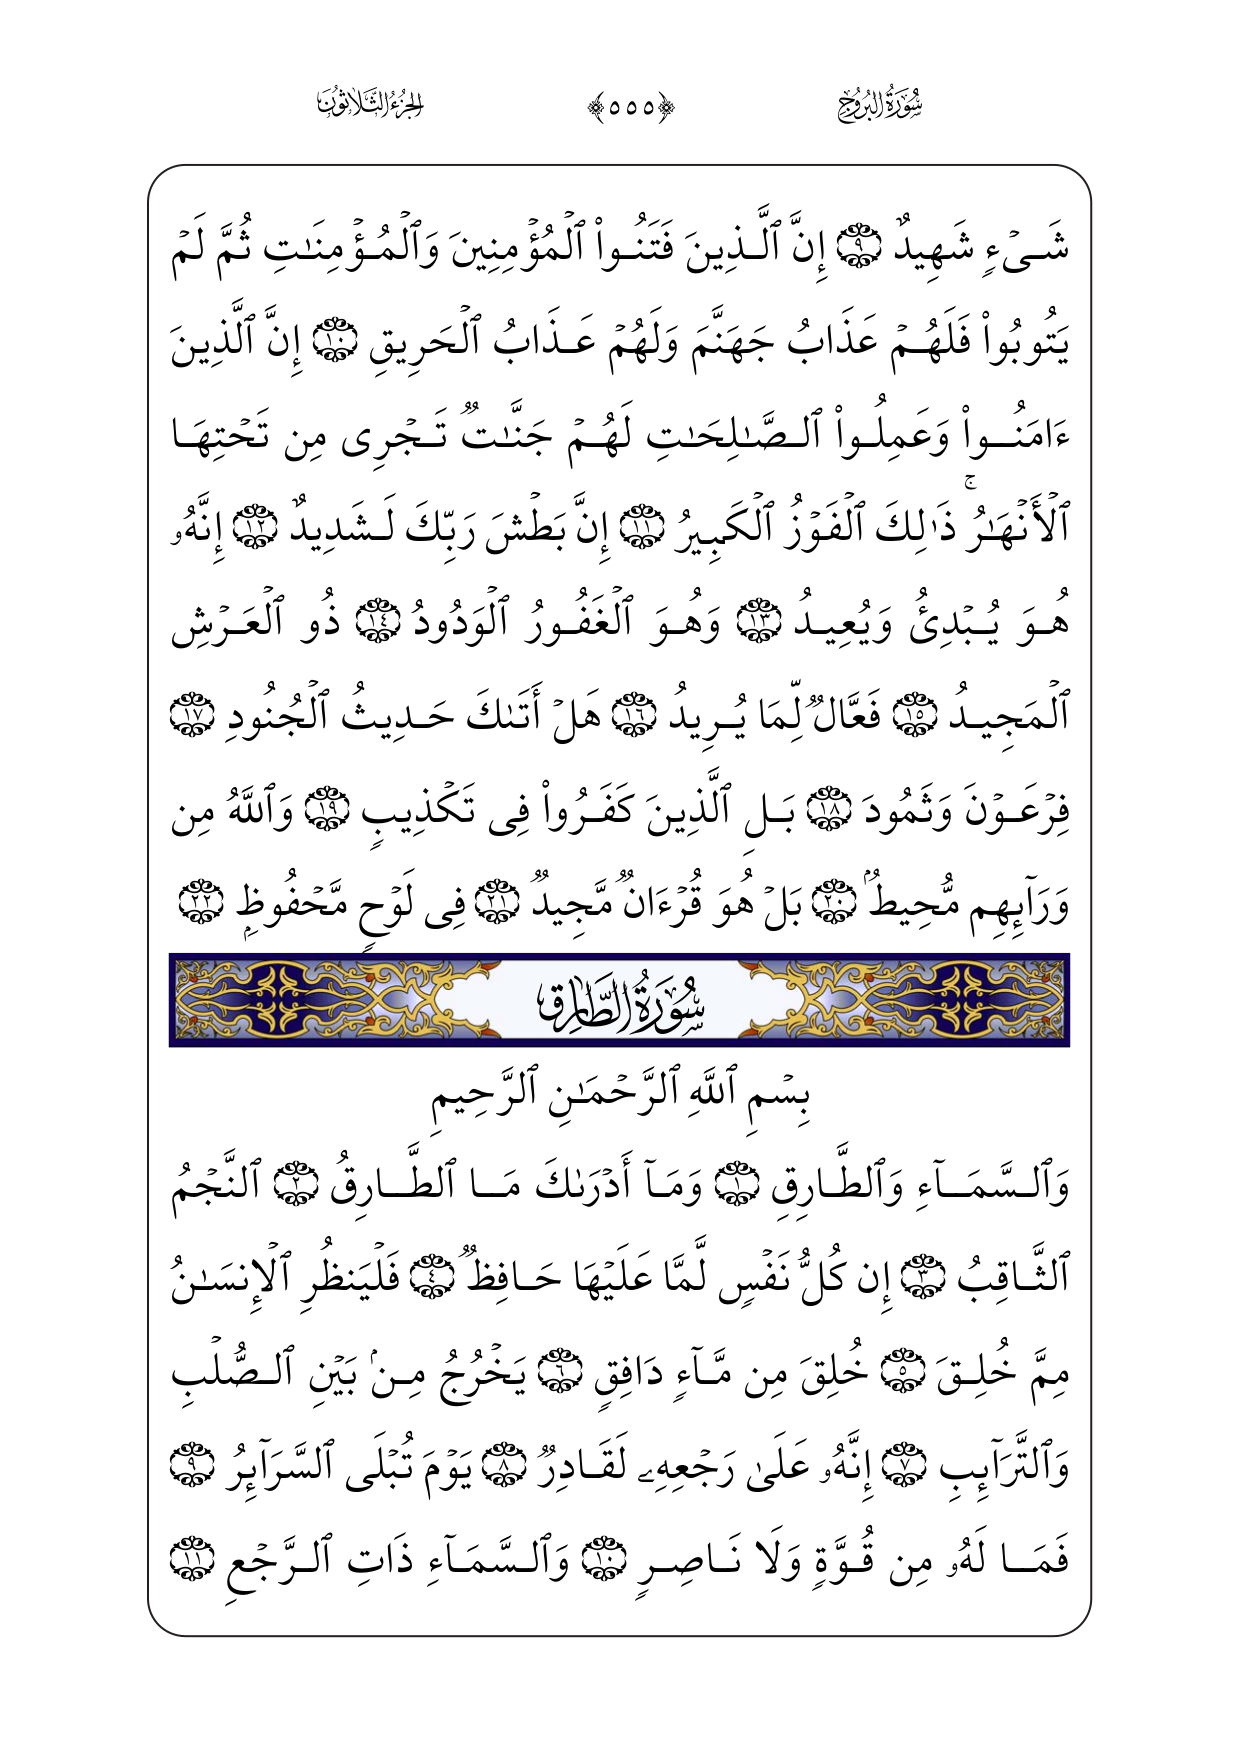 سُورَةُ البُرُوجِ ﴿٥٥٥﴾ الجُزْءُ الثَّلَاثُونَ
شَىْءٍ شَهِيدٌ ٩ إِنَّ ٱلَّذِينَ فَتَنُوا۟ ٱلْمُؤْمِنِينَ وَٱلْمُؤْمِنَـٰتِ ثُمَّ لَمْ
يَتُوبُوا۟ فَلَهُمْ عَذَابُ جَهَنَّمَ وَلَهُمْ عَذَابُ ٱلْحَرِيقِ ١٠ إِنَّ ٱلَّذِينَ
ءَامَنُوا۟ وَعَمِلُوا۟ ٱلصَّـٰلِحَـٰتِ لَهُمْ جَنَّـٰتٌ تَجْرِى مِن تَحْتِهَا
ٱلْأَنْهَـٰرُ ۚ ذَٰلِكَ ٱلْفَوْزُ ٱلْكَبِيرُ ١١ إِنَّ بَطْشَ رَبِّكَ لَشَدِيدٌ ١٢ إِنَّهُۥ
هُوَ يُبْدِئُ وَيُعِيدُ ١٣ وَهُوَ ٱلْغَفُورُ ٱلْوَدُودُ ١٤ ذُو ٱلْعَرْشِ
ٱلْمَجِيدُ ١٥ فَعَّالٌ لِّمَا يُرِيدُ ١٦ هَلْ أَتَىٰكَ حَدِيثُ ٱلْجُنُودِ ١٧
فِرْعَوْنَ وَثَمُودَ ١٨ بَلِ ٱلَّذِينَ كَفَرُوا۟ فِى تَكْذِيبٍ ١٩ وَٱللَّهُ مِن
وَرَآئِهِم مُّحِيطٌۢ ٢٠ بَلْ هُوَ قُرْءَانٌ مَّجِيدٌ ٢١ فِى لَوْحٍ مَّحْفُوظٍۭ ٢٢
سُورَةُ الطَّارِقِ
بِسْمِ ٱللَّهِ ٱلرَّحْمَـٰنِ ٱلرَّحِيمِ
وَٱلسَّمَآءِ وَٱلطَّارِقِ ١ وَمَآ أَدْرَىٰكَ مَا ٱلطَّارِقُ ٢ ٱلنَّجْمُ
ٱلثَّاقِبُ ٣ إِن كُلُّ نَفْسٍ لَّمَّا عَلَيْهَا حَافِظٌ ٤ فَلْيَنظُرِ ٱلْإِنسَـٰنُ
مِمَّ خُلِقَ ٥ خُلِقَ مِن مَّآءٍ دَافِقٍ ٦ يَخْرُجُ مِنۢ بَيْنِ ٱلصُّلْبِ
وَٱلتَّرَآئِبِ ٧ إِنَّهُۥ عَلَىٰ رَجْعِهِۦ لَقَادِرٌ ٨ يَوْمَ تُبْلَى ٱلسَّرَآئِرُ ٩
فَمَا لَهُۥ مِن قُوَّةٍ وَلَا نَاصِرٍ ١٠ وَٱلسَّمَآءِ ذَاتِ ٱلرَّجْعِ ١١